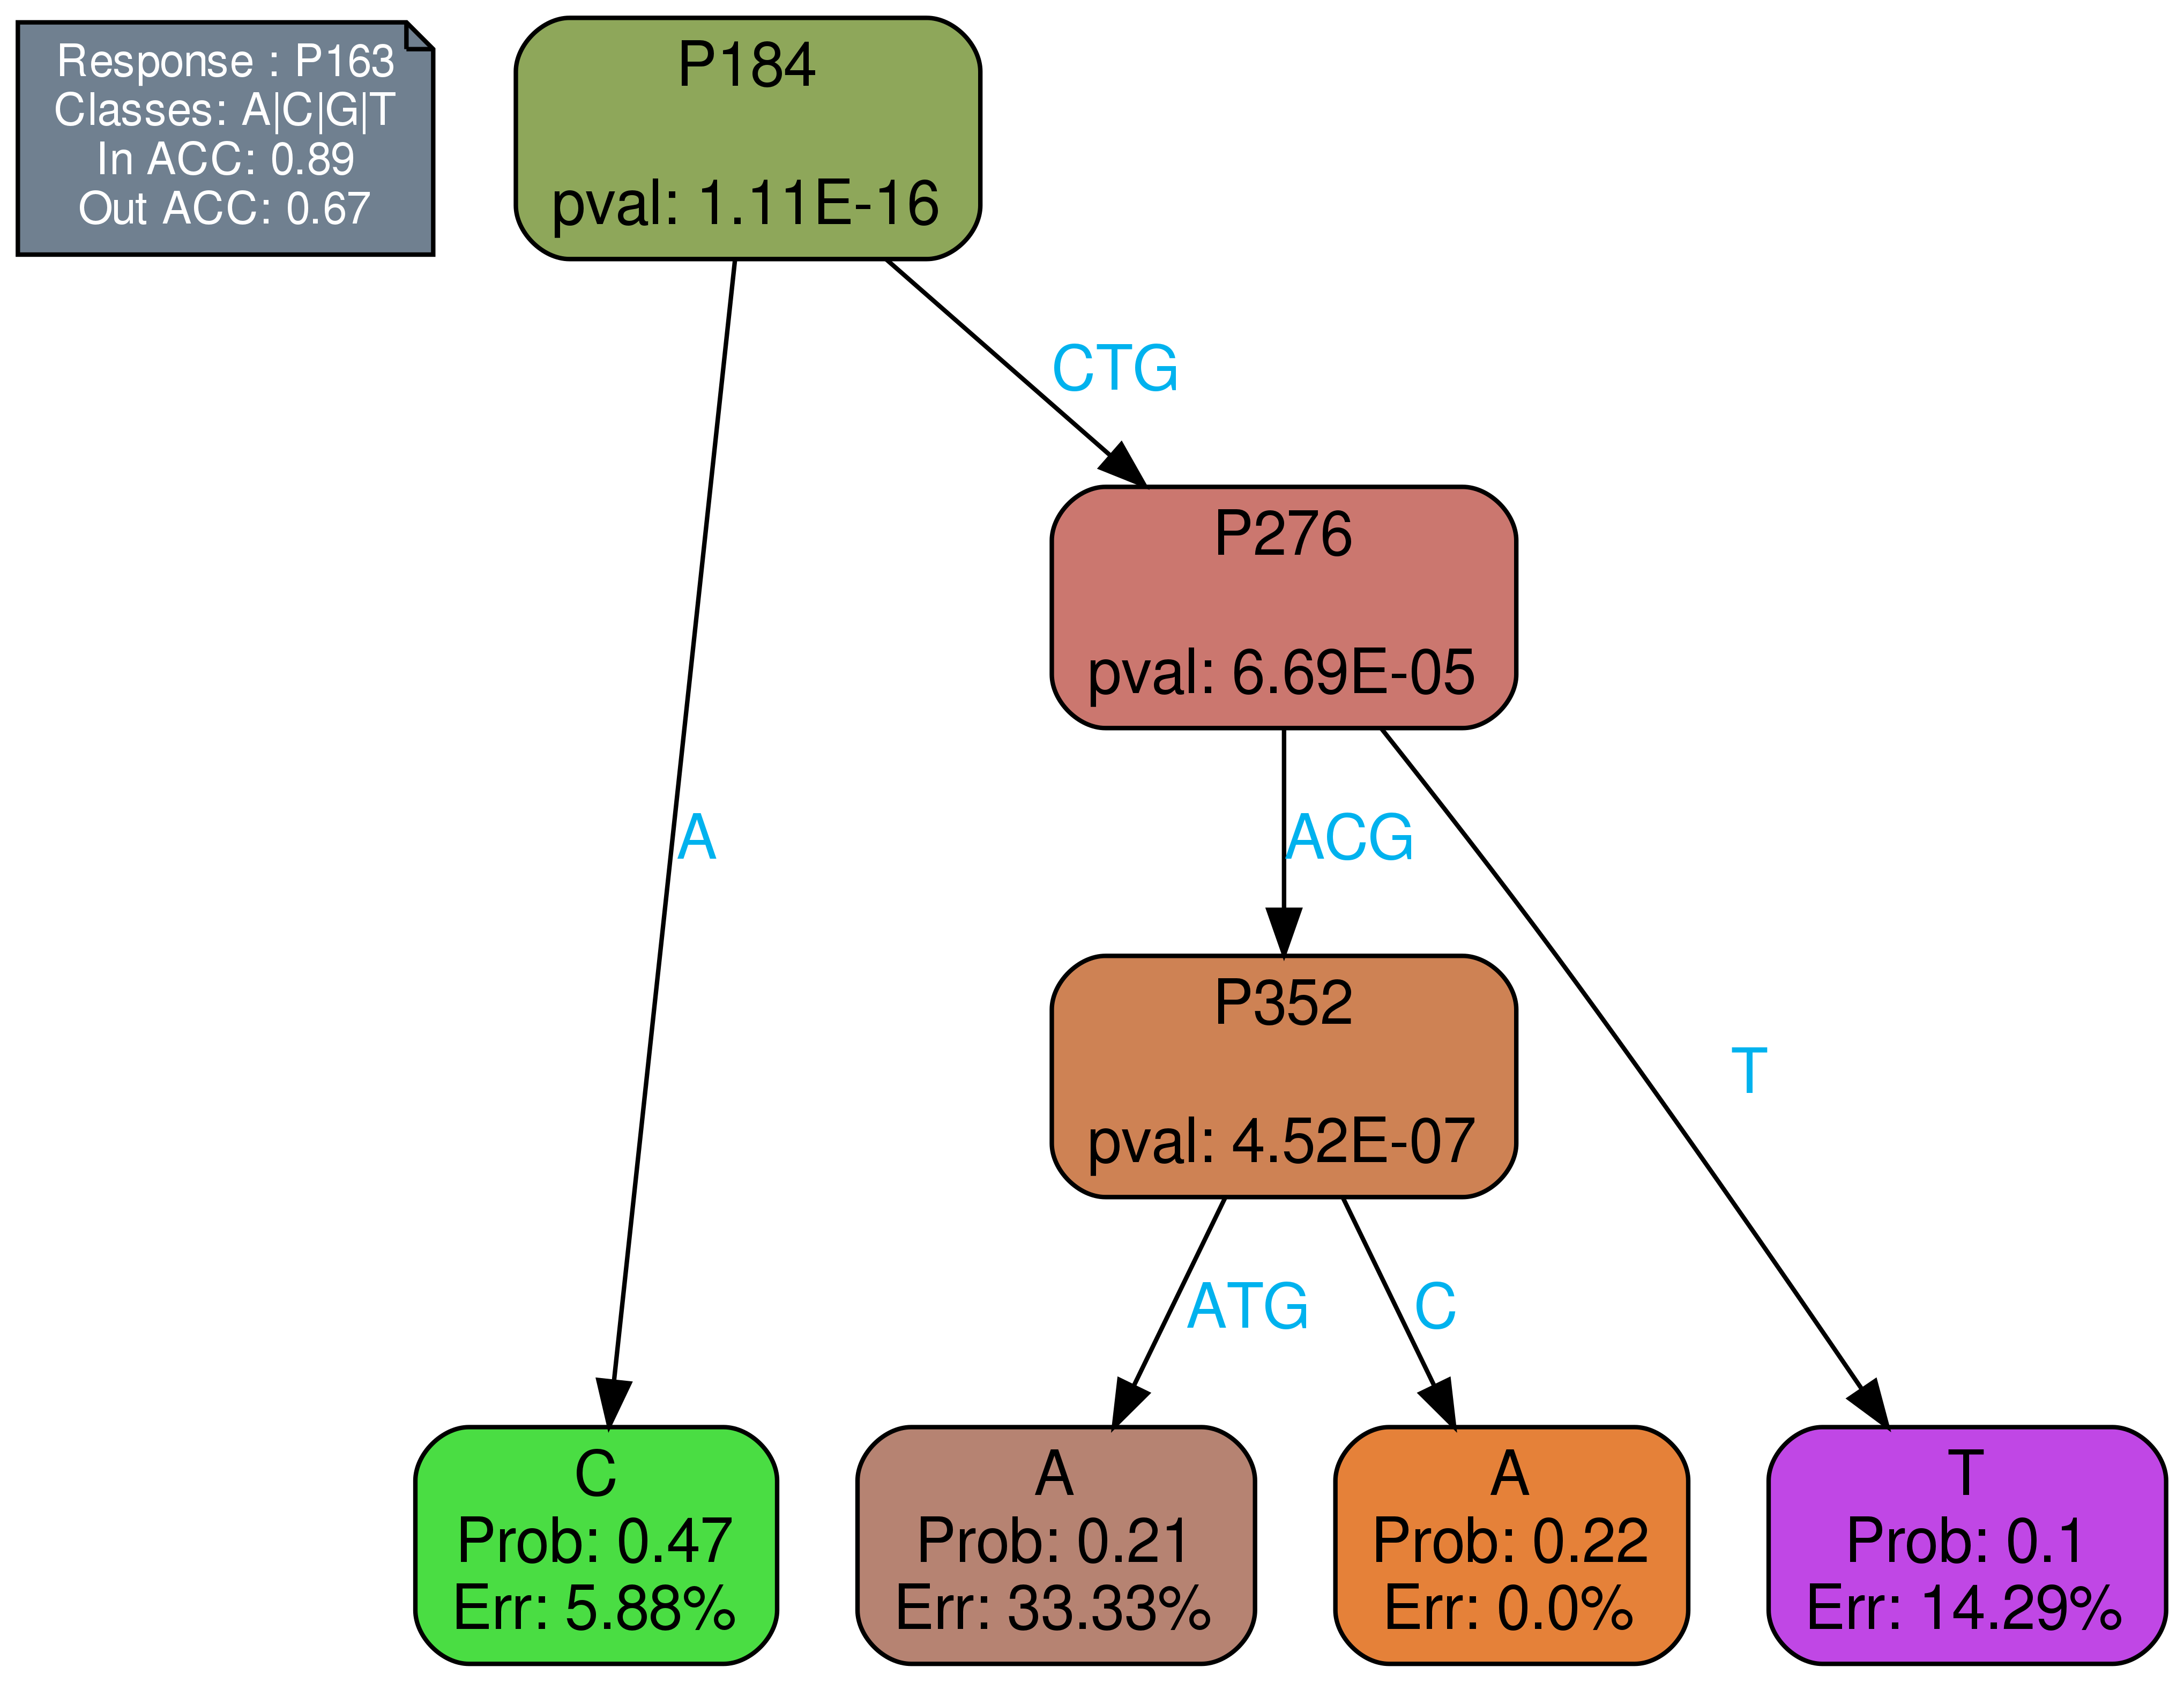 Response : P163
Classes: A|C|G|T
In ACC: 0.89
Out ACC: 0.67
P184
pval: 1.11E-16
CTG
P276
pval: 6.69E-05
A
ACG
P352
pval: 4.52E-07
T
ATG
C
C
Prob: 0.47
Err: 5.88%
A
Prob: 0.21
Err: 33.33%
A
Prob: 0.22
Err: 0.0%
T
Prob: 0.1
Err: 14.29%